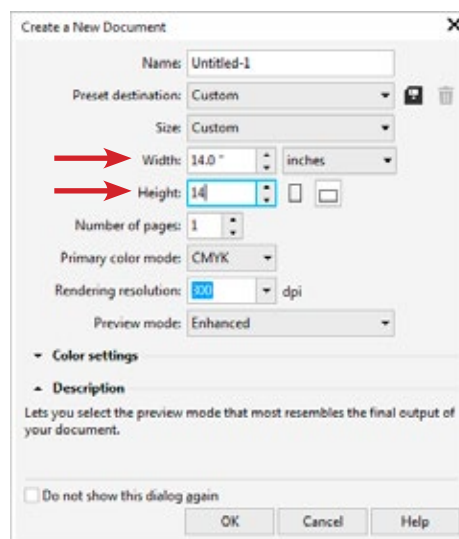 Create a New Document
Name: Untitled-1
Preset destination: Custom
Size: Custom
Width: 14.0 " inches
Height: 14
Number of pages: 1
Primary color mode: CMYK
Rendering resolution: 300 dpi
Preview mode: Enhanced
Color settings
Description
Lets you select the preview mode that most resembles the final output of
your document.
Do not show this dialog again
OK Cancel Help